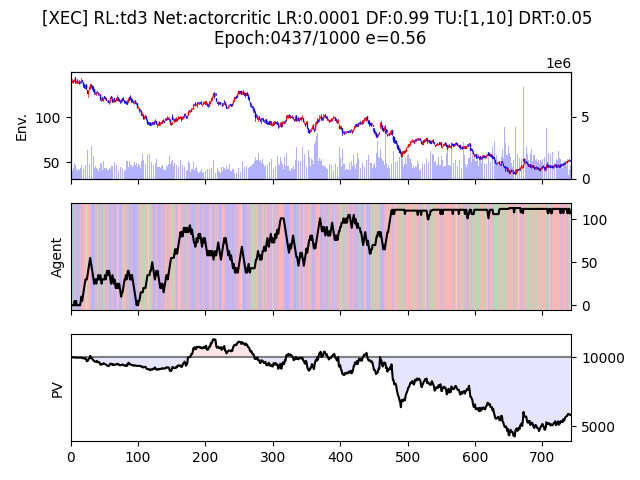 [XEC] RL:td3 Net:actorcritic LR:0.0001 DF:0.99 TU:[1,10] DRT:0.05
Epoch:0437/1000 e=0.56
1e6
Env.
100
50
5
0
Agent
100
50
0
PV
10000
5000
0 100 200 300 400 500 600 700